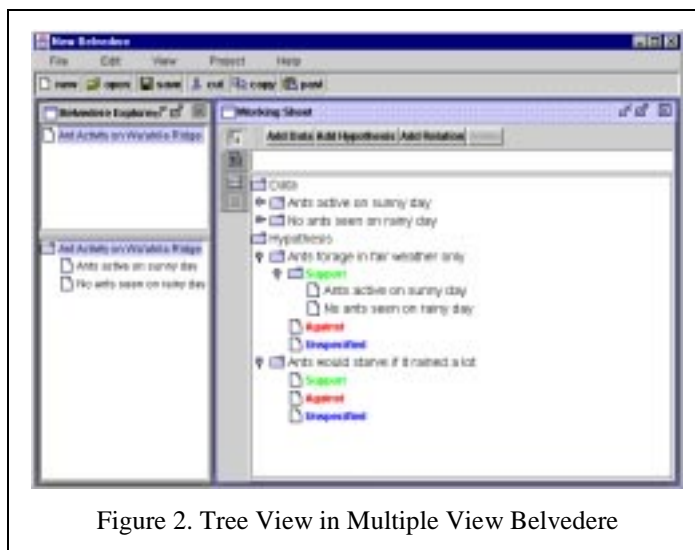 New Belvedere
File Edit View Project Help
new open save cut copy past
Belvedere Explorer
Working Sheet
Ant Activity on Waiahila Ridge
Add Data Add Hypothesis Add Relation
Data
Ants active on sunny day
No ants seen on rainy day
Hypothesis
Ants forage in fair weather only
Support
Ants active on sunny day
No ants seen on rainy day
Against
Unspecified
Ants would starve if it rained a lot
Support
Against
Unspecified
Ant Activity on Waiahila Ridge
Ants active on sunny day
No ants seen on rainy day
Figure 2. Tree View in Multiple View Belvedere